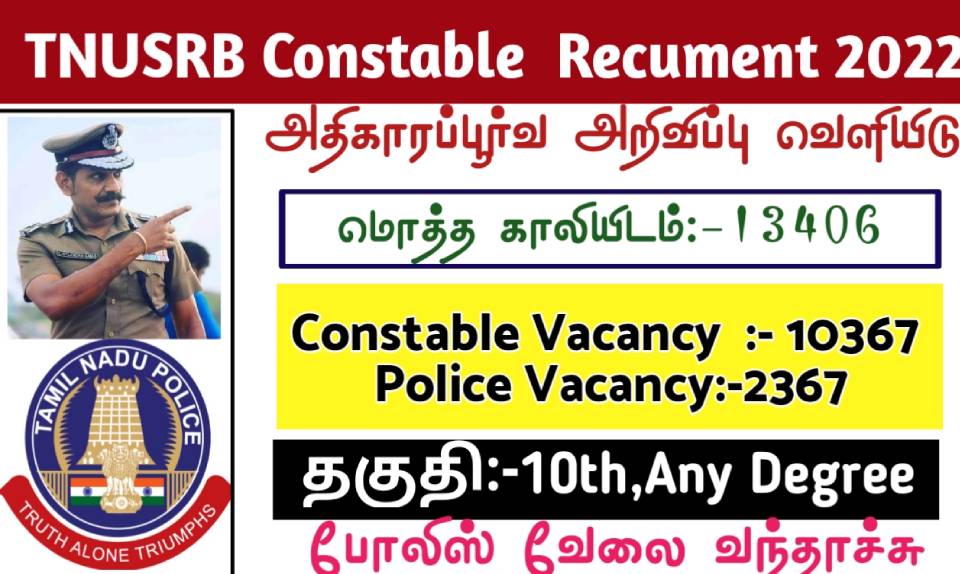 TNUSRB Constable Recument 2022
அதிகாரப்பூர்வ அறிவிப்பு வெளியிடு
மொத்த காலியிடம்:-13406
Constable Vacancy :- 10367
Police Vacancy:-2367
TAMIL NADU POLICE
TRUTH ALONE TRIUMPHS
தகுதி:-10th,Any Degree
போலிஸ் வேலை வந்தாச்சு